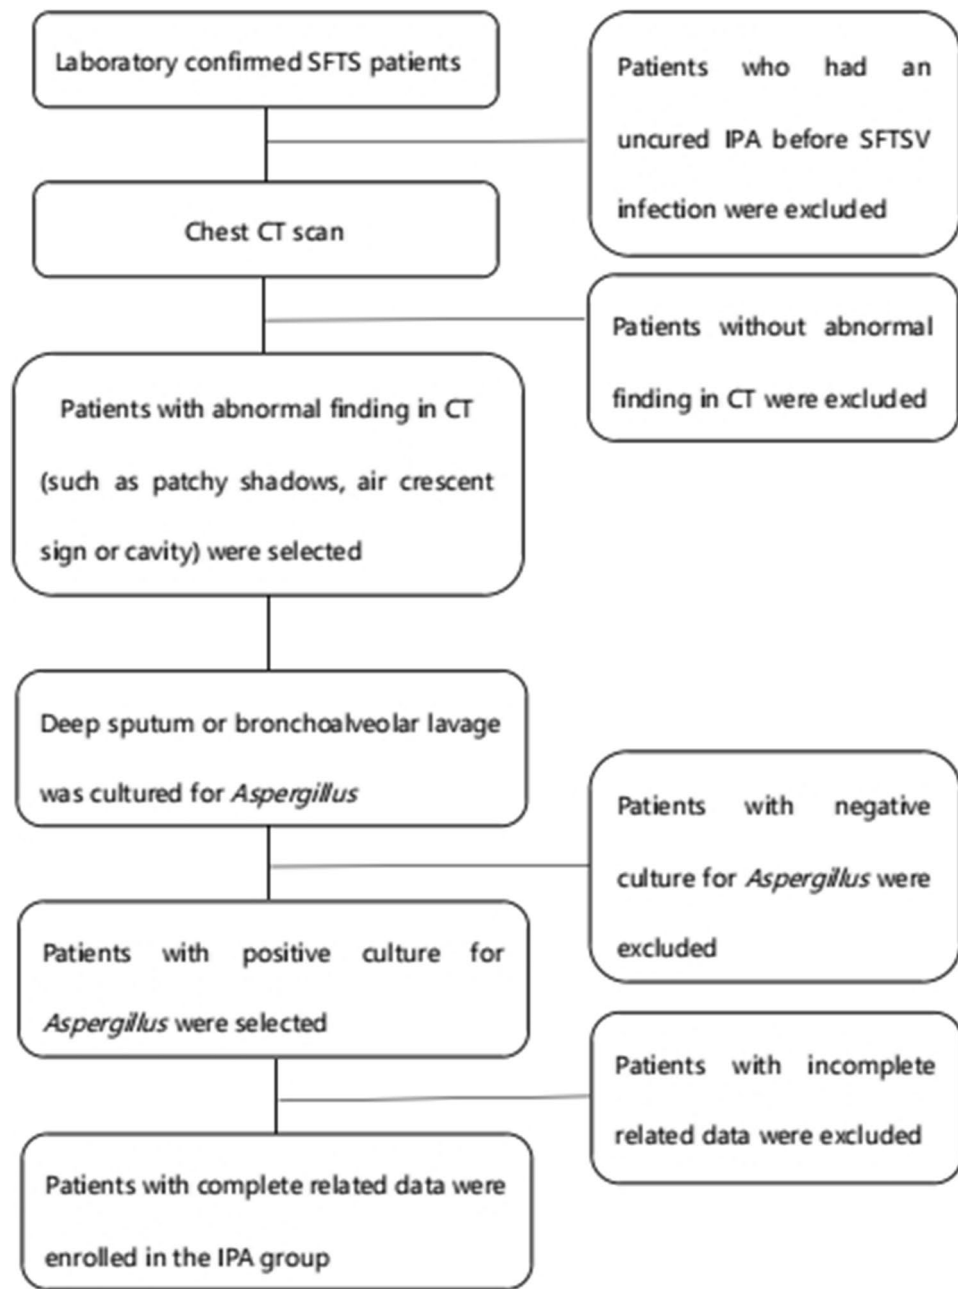 Laboratory confirmed SFTS patients
Patients who had an
uncured IPA before SFTSV
infection were excluded
Chest CT scan
Patients without abnormal
finding in CT were excluded
Patients with abnormal finding in CT
(such as patchy shadows, air crescent
sign or cavity) were selected
Deep sputum or bronchoalveolar lavage
was cultured for Aspergillus
Patients with negative
culture for Aspergillus were
excluded
Patients with positive culture for
Aspergillus were selected
Patients with incomplete
related data were excluded
Patients with complete related data were
enrolled in the IPA group